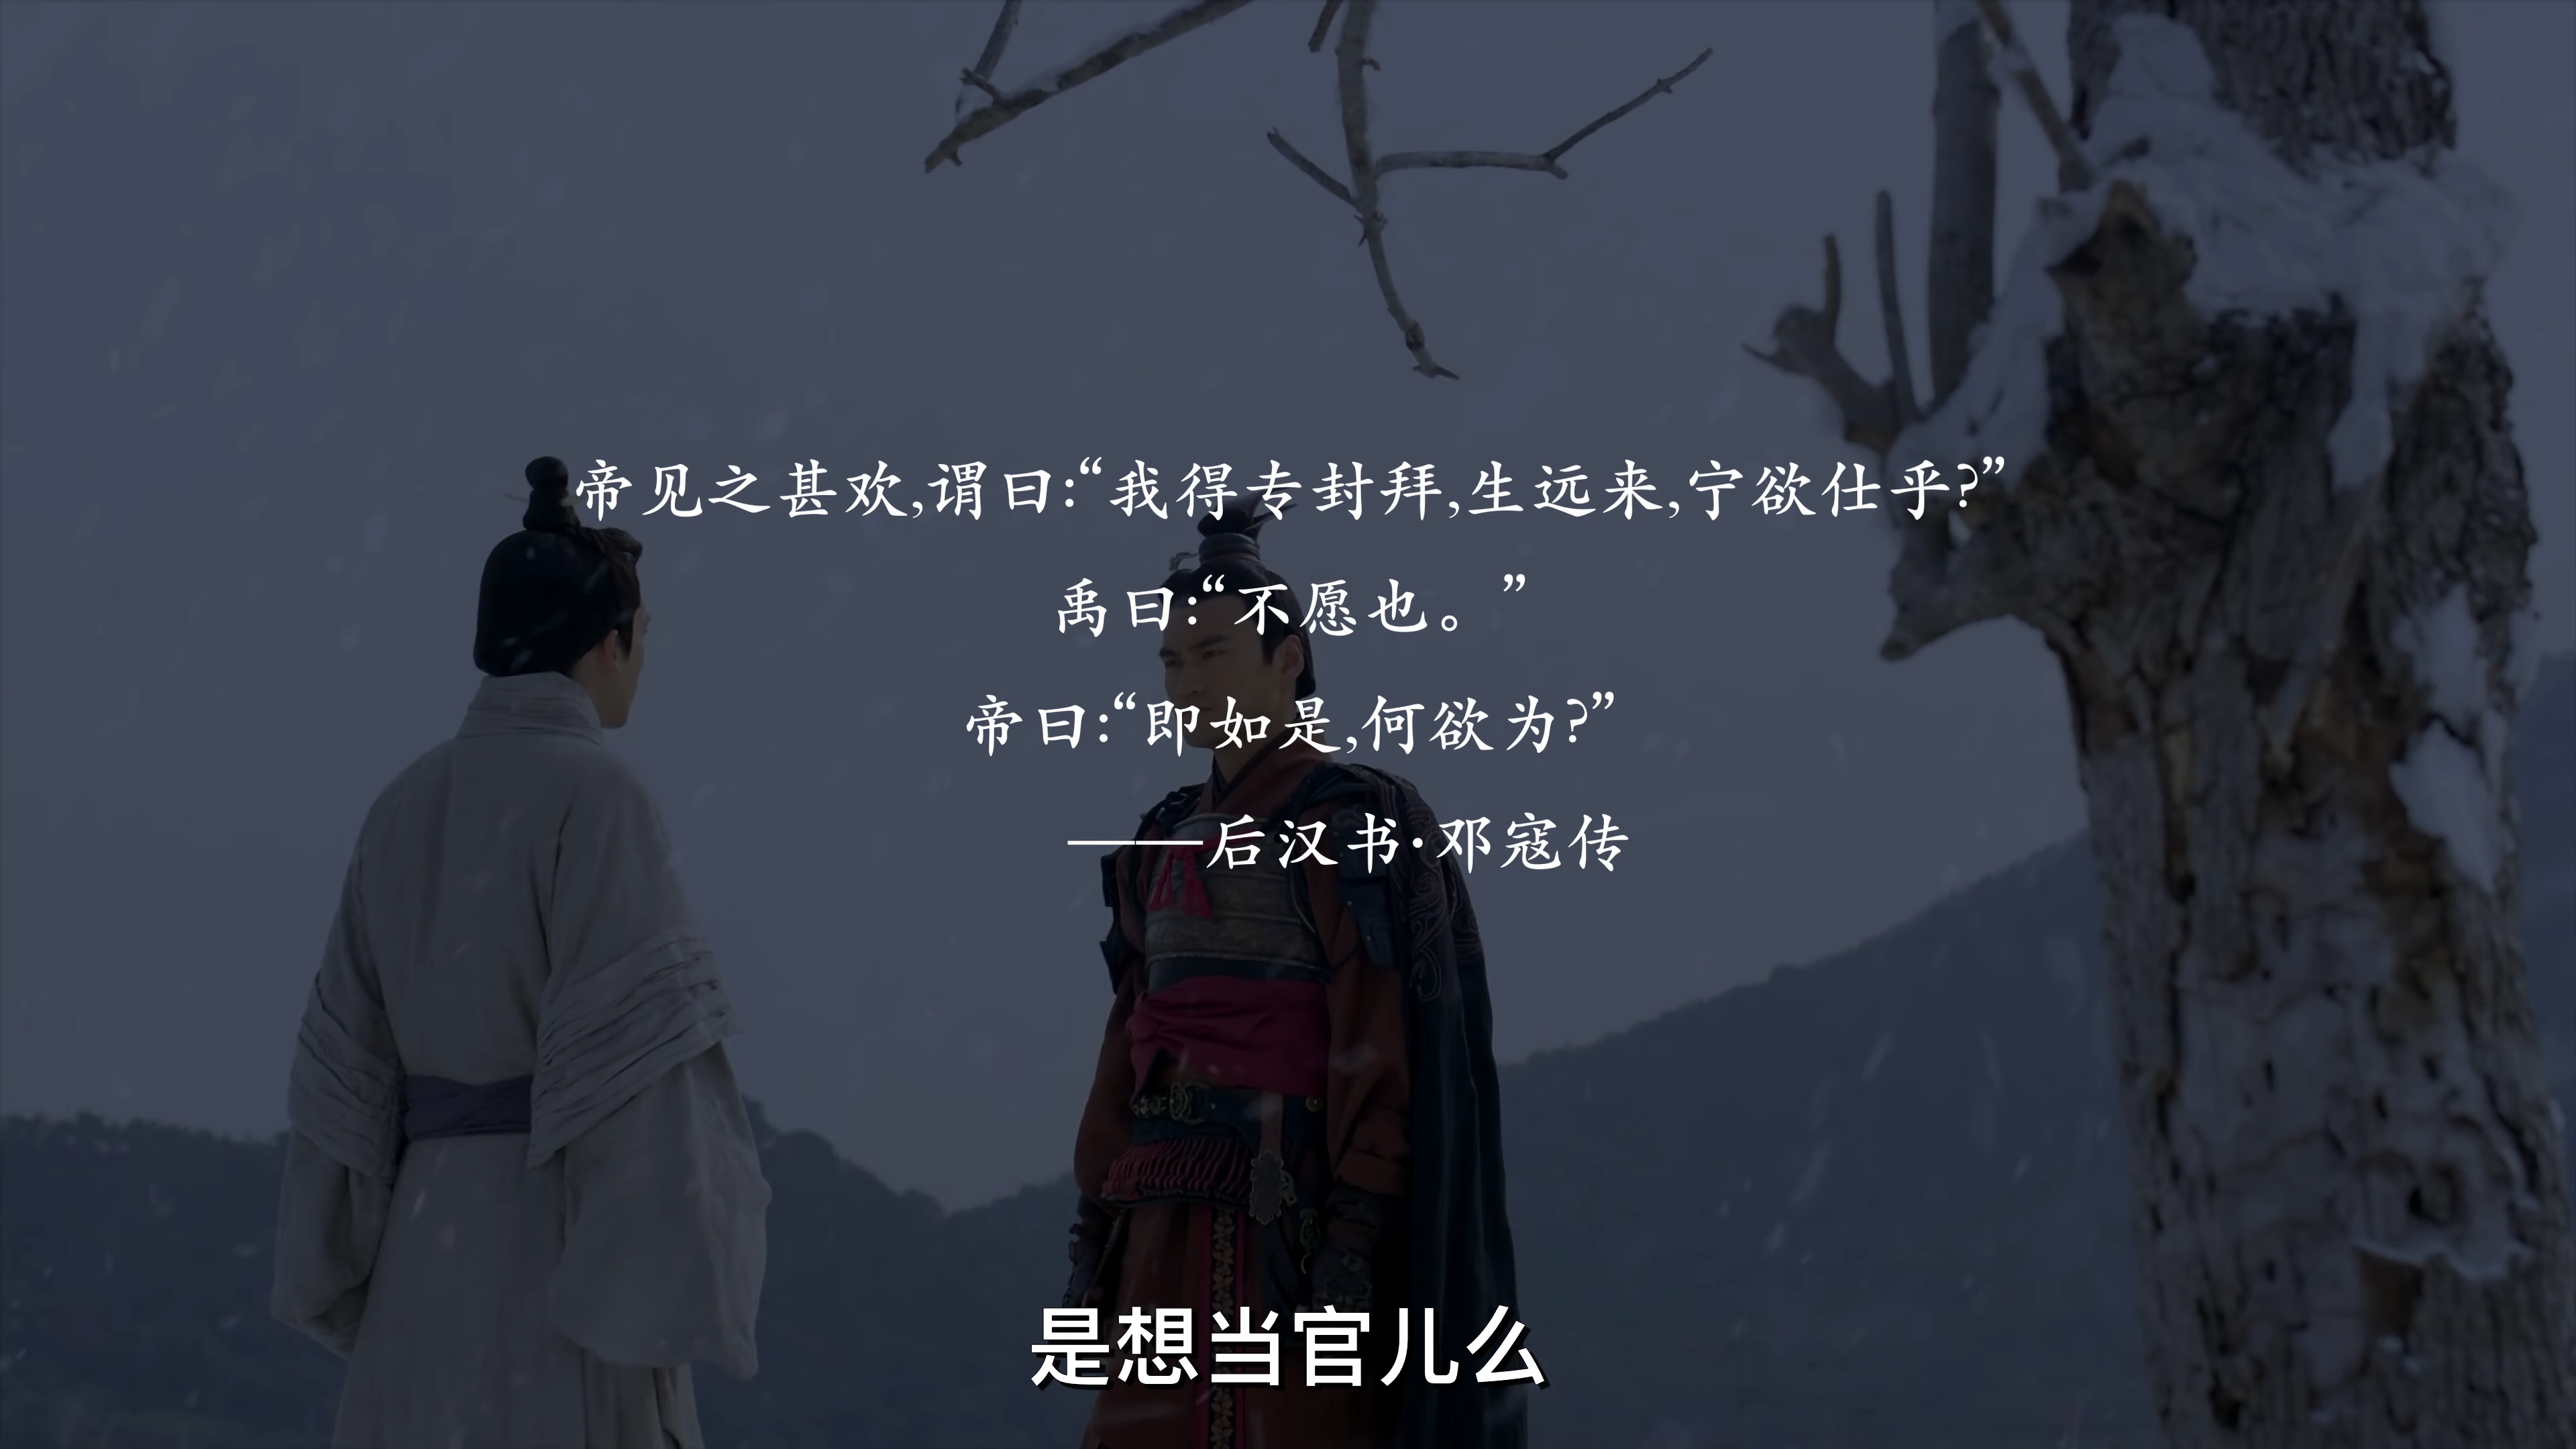 帝见之甚欢,谓曰:“我得专封拜,生远来,宁欲仕乎?”
禹曰:“不愿也。”
帝曰:“即如是,何欲为?”
——后汉书·邓寇传
是想当官儿么